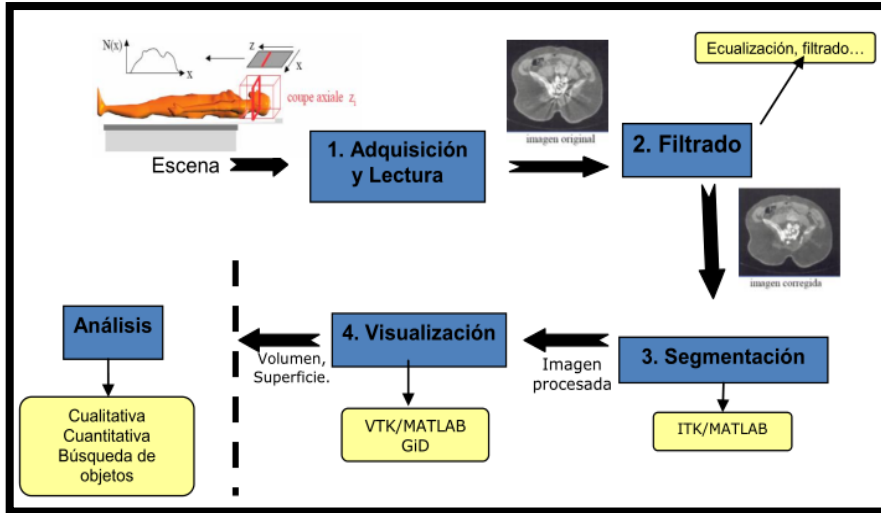 N(x)
x
z
x
coupe axiale z_i
Escena
1. Adquisición
y Lectura
imagen original
2. Filtrado
Ecualización, filtrado…
imagen corregida
3. Segmentación
ITK/MATLAB
Imagen
procesada
4. Visualización
VTK/MATLAB
GiD
Volumen,
Superficie.
Análisis
Cualitativa
Cuantitativa
Búsqueda de
objetos